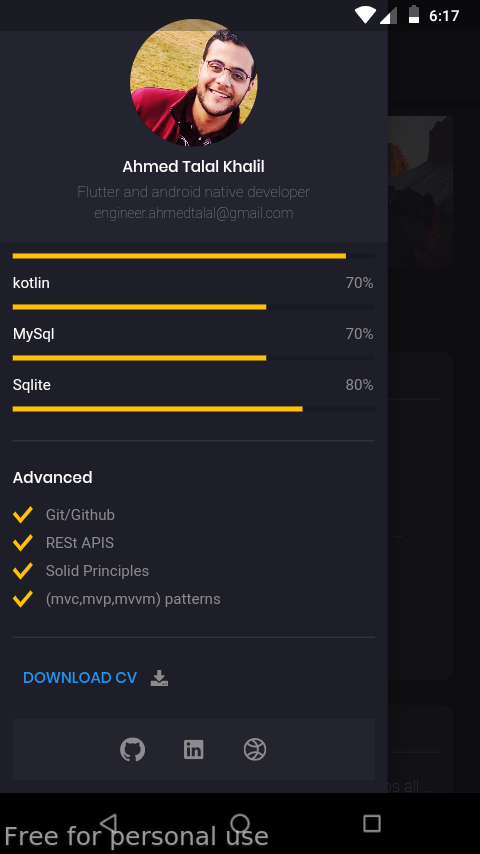 6:17
Ahmed Talal Khalil
Flutter and android native developer
engineer.ahmedtalal@gmail.com
kotlin 70%
MySql 70%
Sqlite 80%
Advanced
Git/Github
RESt APIS
Solid Principles
(mvc,mvp,mvvm) patterns
DOWNLOAD CV
all ...
Free for personal use